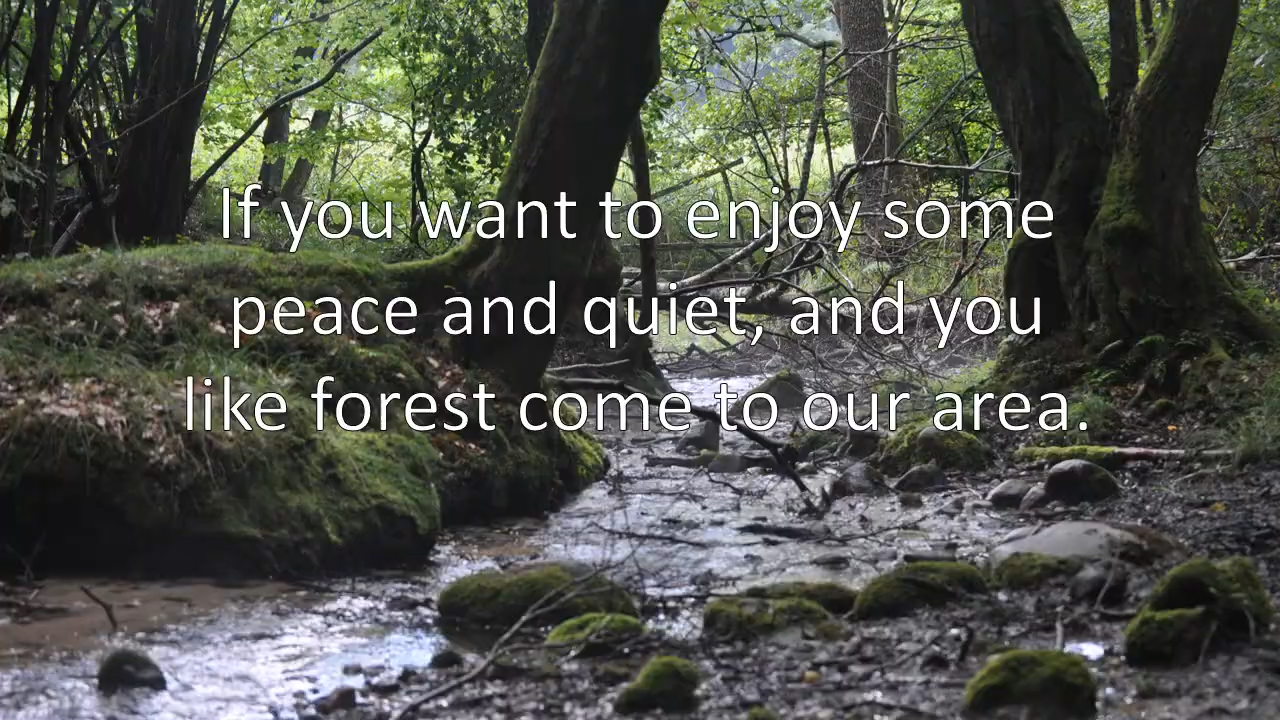 If you want to enjoy some
peace and quiet, and you
like forest come to our area.